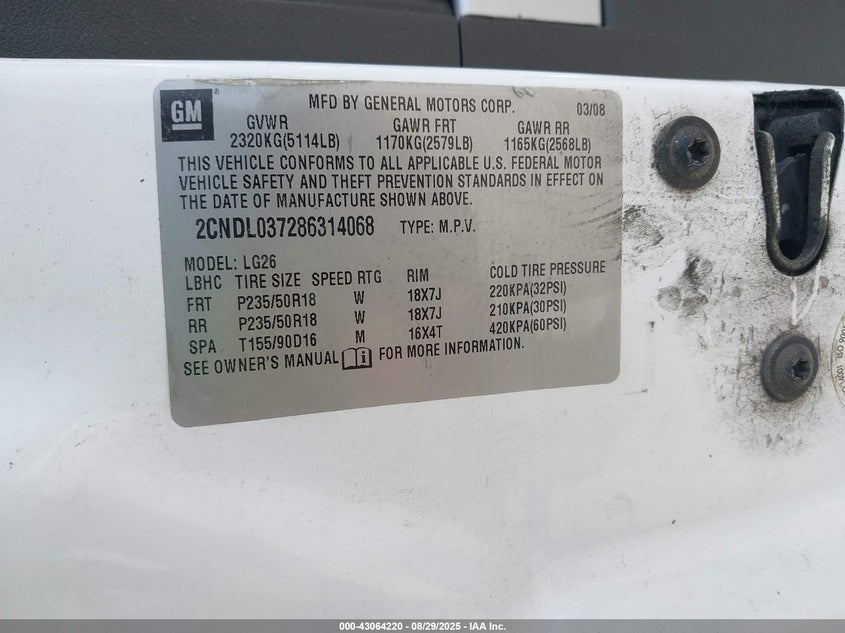 GM ®
MFD BY GENERAL MOTORS CORP. 03/08
GVWR GAWR FRT GAWR RR
2320KG(5114LB) 1170KG(2579LB) 1165KG(2568LB)
THIS VEHICLE CONFORMS TO ALL APPLICABLE U.S. FEDERAL MOTOR
VEHICLE SAFETY AND THEFT PREVENTION STANDARDS IN EFFECT ON
THE DATE OF MANUFACTURE SHOWN ABOVE.
2CNDL037286314068 TYPE: M.P.V.
MODEL: LG26
LBHC TIRE SIZE SPEED RTG RIM COLD TIRE PRESSURE
FRT P235/50R18 W 18X7J 220KPA(32PSI)
RR P235/50R18 W 18X7J 210KPA(30PSI)
SPA T155/90D16 M 16X4T 420KPA(60PSI)
SEE OWNER'S MANUAL FOR MORE INFORMATION.
000-43064220 - 08/29/2025 - IAA Inc.